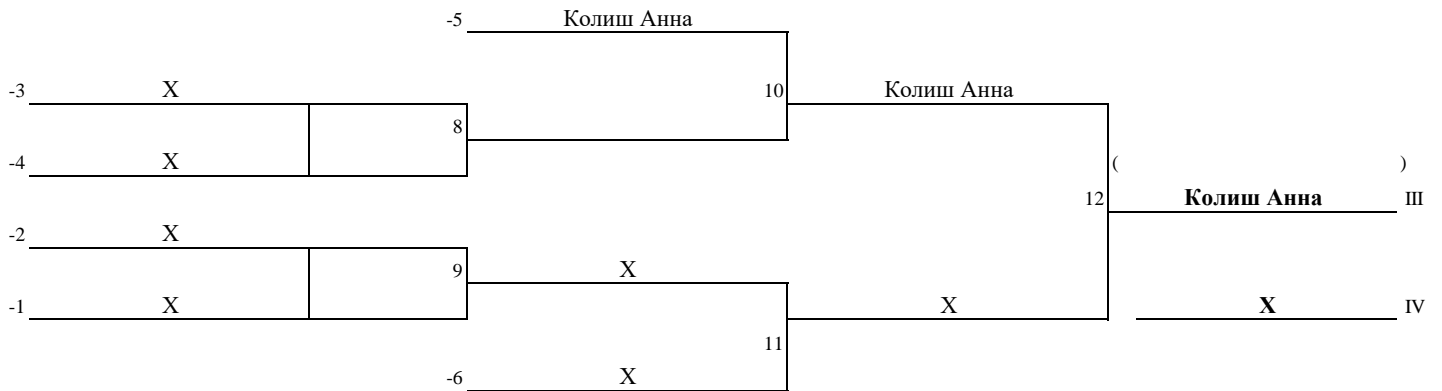 -5 Колиш Анна
-3 X 10 Колиш Анна
8
-4 X ( )
12 Колиш Анна III
-2 X
9 X
-1 X X X IV
11
-6 X